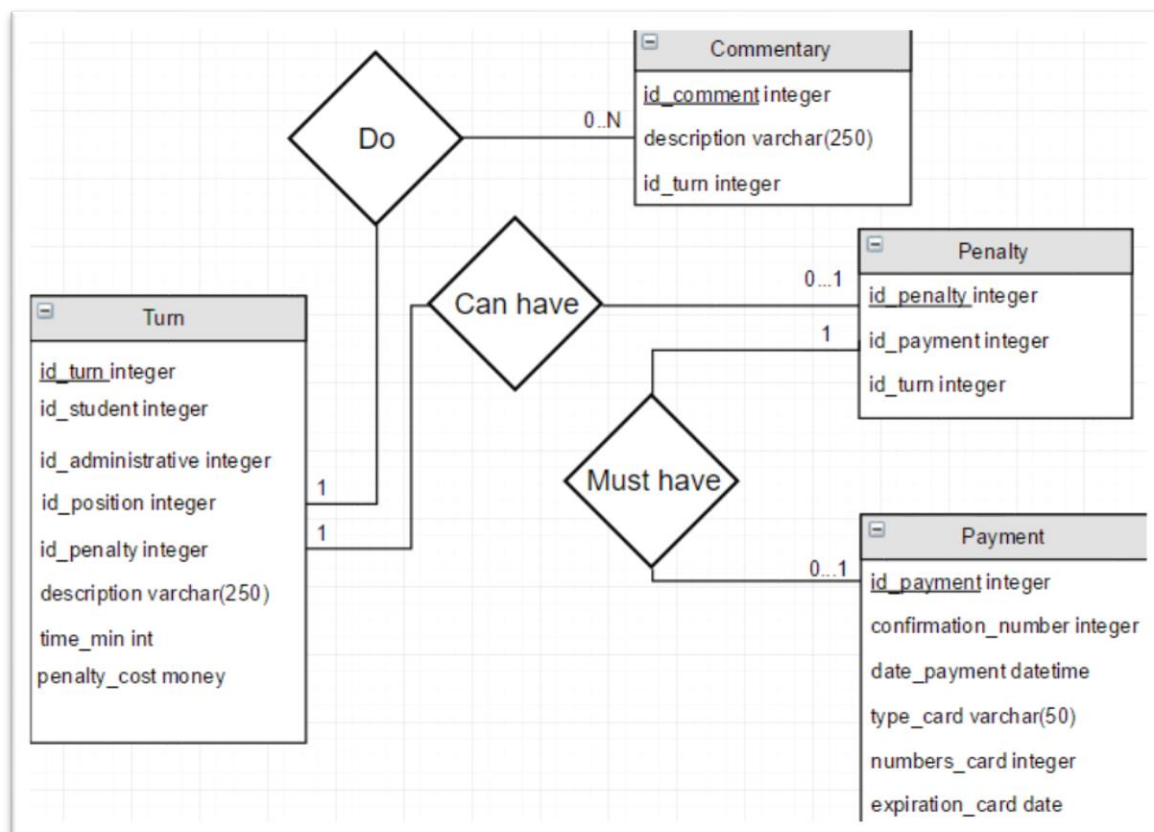 Commentary
id_comment integer
description varchar(250)
id_turn integer
Do
0..N
Can have
Penalty
id_penalty integer
id_payment integer
id_turn integer
0...1
1
Turn
id_turn integer
id_student integer
id_administrative integer
id_position integer
id_penalty integer
description varchar(250)
time_min int
penalty_cost money
1
1
Must have
0...1
Payment
id_payment integer
confirmation_number integer
date_payment datetime
type_card varchar(50)
numbers_card integer
expiration_card date